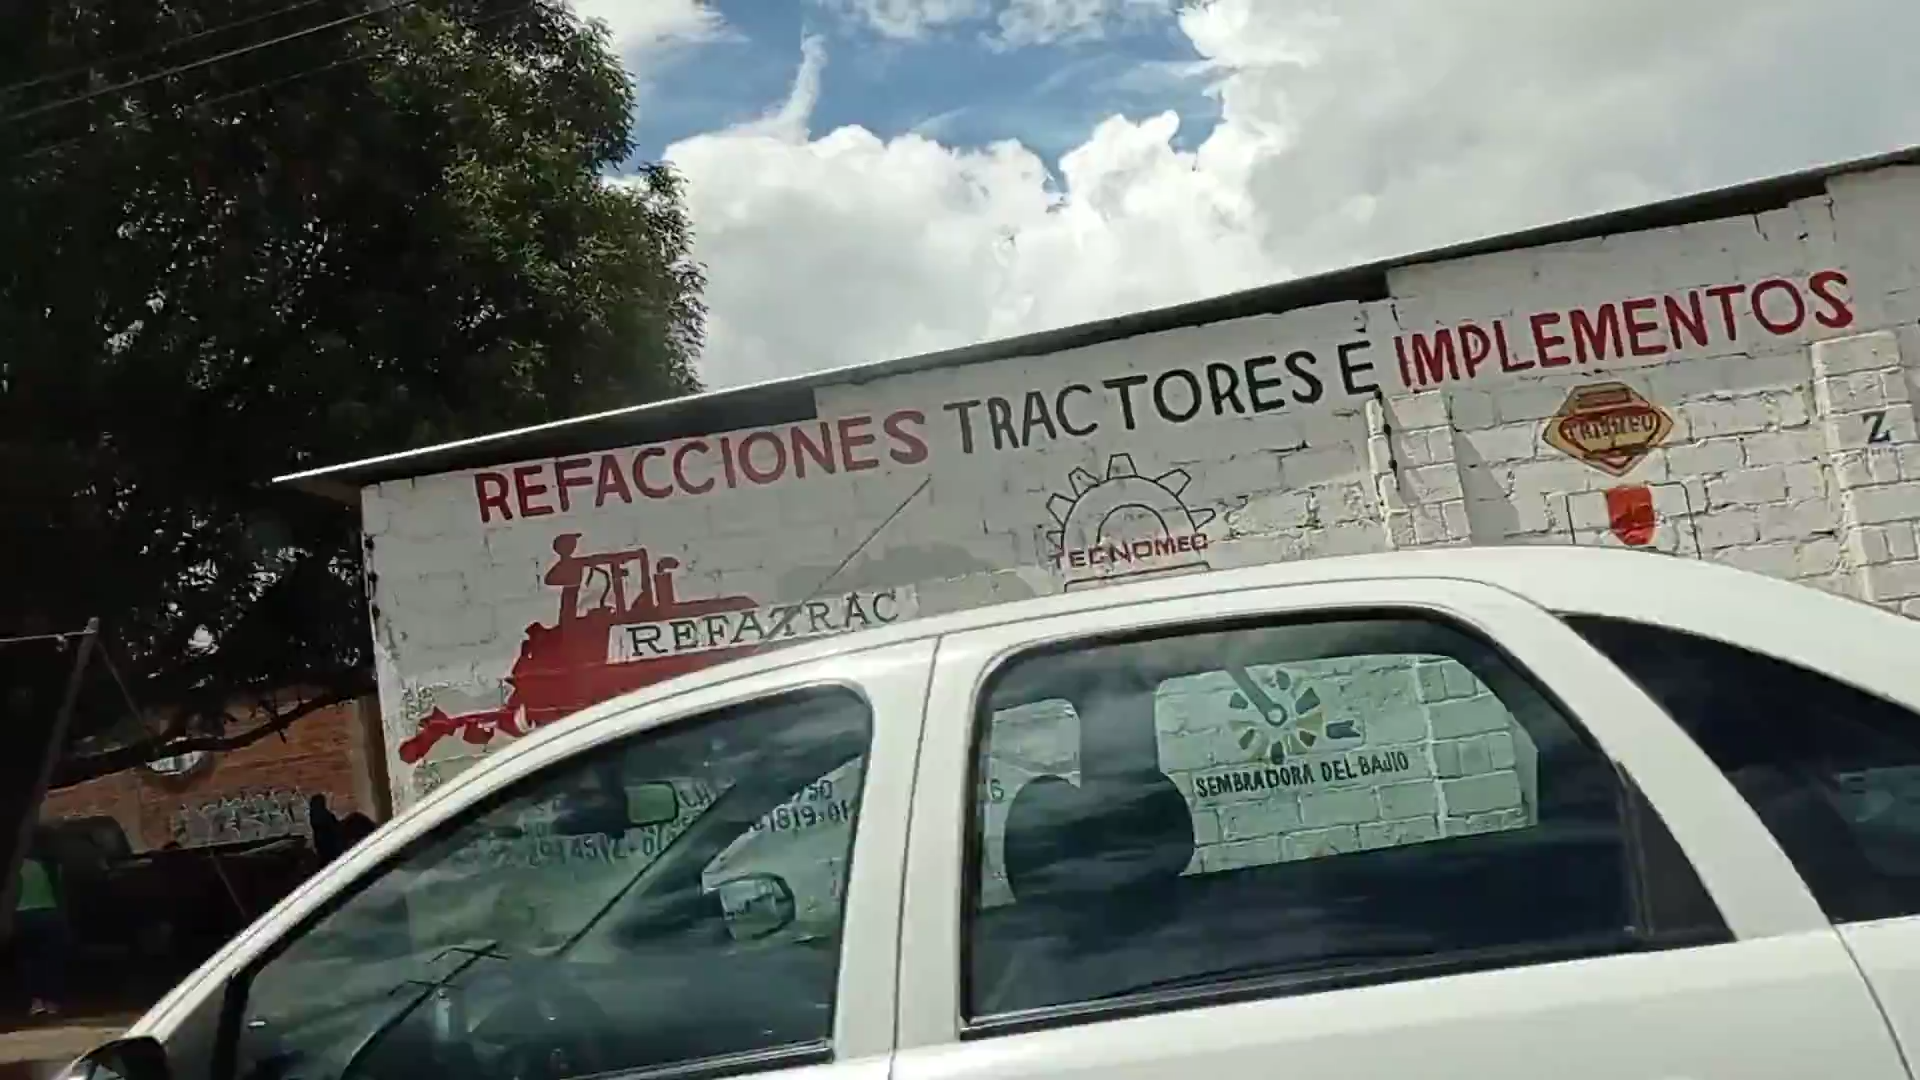 REFACCIONES TRACTORES E IMPLEMENTOS
Z
TECNOMEC
REFATRAC
SEMBRADORA DEL BAJIO